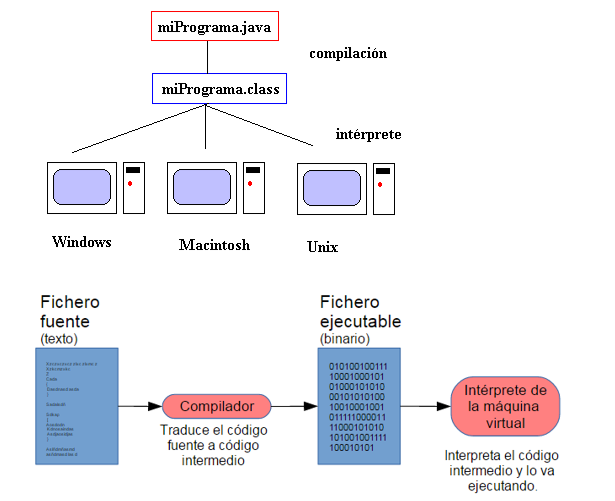 miPrograma.java
compilación
miPrograma.class
intérprete
Windows
Macintosh
Unix
Fichero
fuente
(texto)
Compilador
Traduce el código
fuente a código
intermedio
Fichero
ejecutable
(binario)
010100100111
10001000101
01000101010
00101010100
10010001001
011111000011
11000101010
101001001111
100010101
Intérprete de
la máquina
virtual
Interpreta el código
intermedio y lo va
ejecutando.